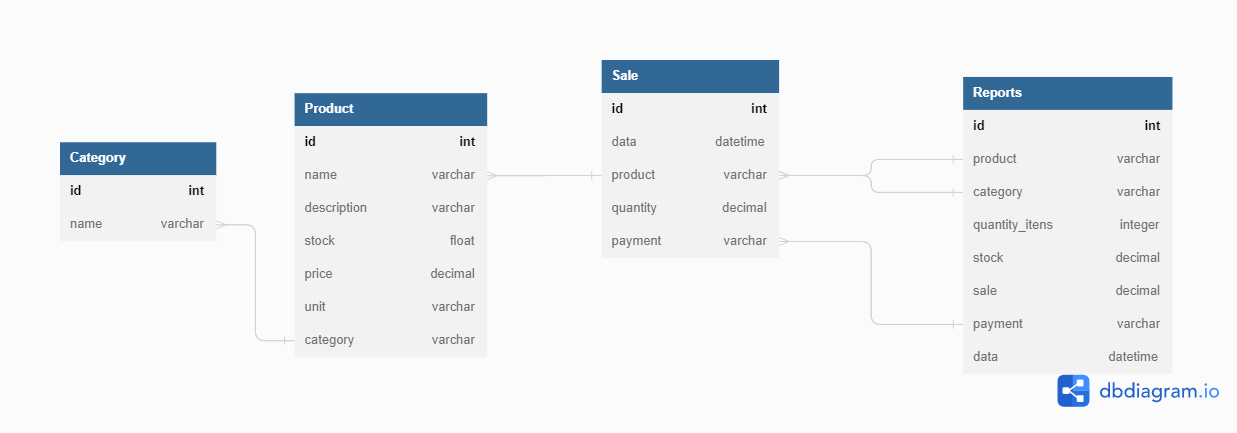 Category
id int
name varchar
Product
id int
name varchar
description varchar
stock float
price decimal
unit varchar
category varchar
Sale
id int
data datetime
product varchar
quantity decimal
payment varchar
Reports
id int
product varchar
category varchar
quantity_itens integer
stock decimal
sale decimal
payment varchar
data datetime
dbdiagram.io